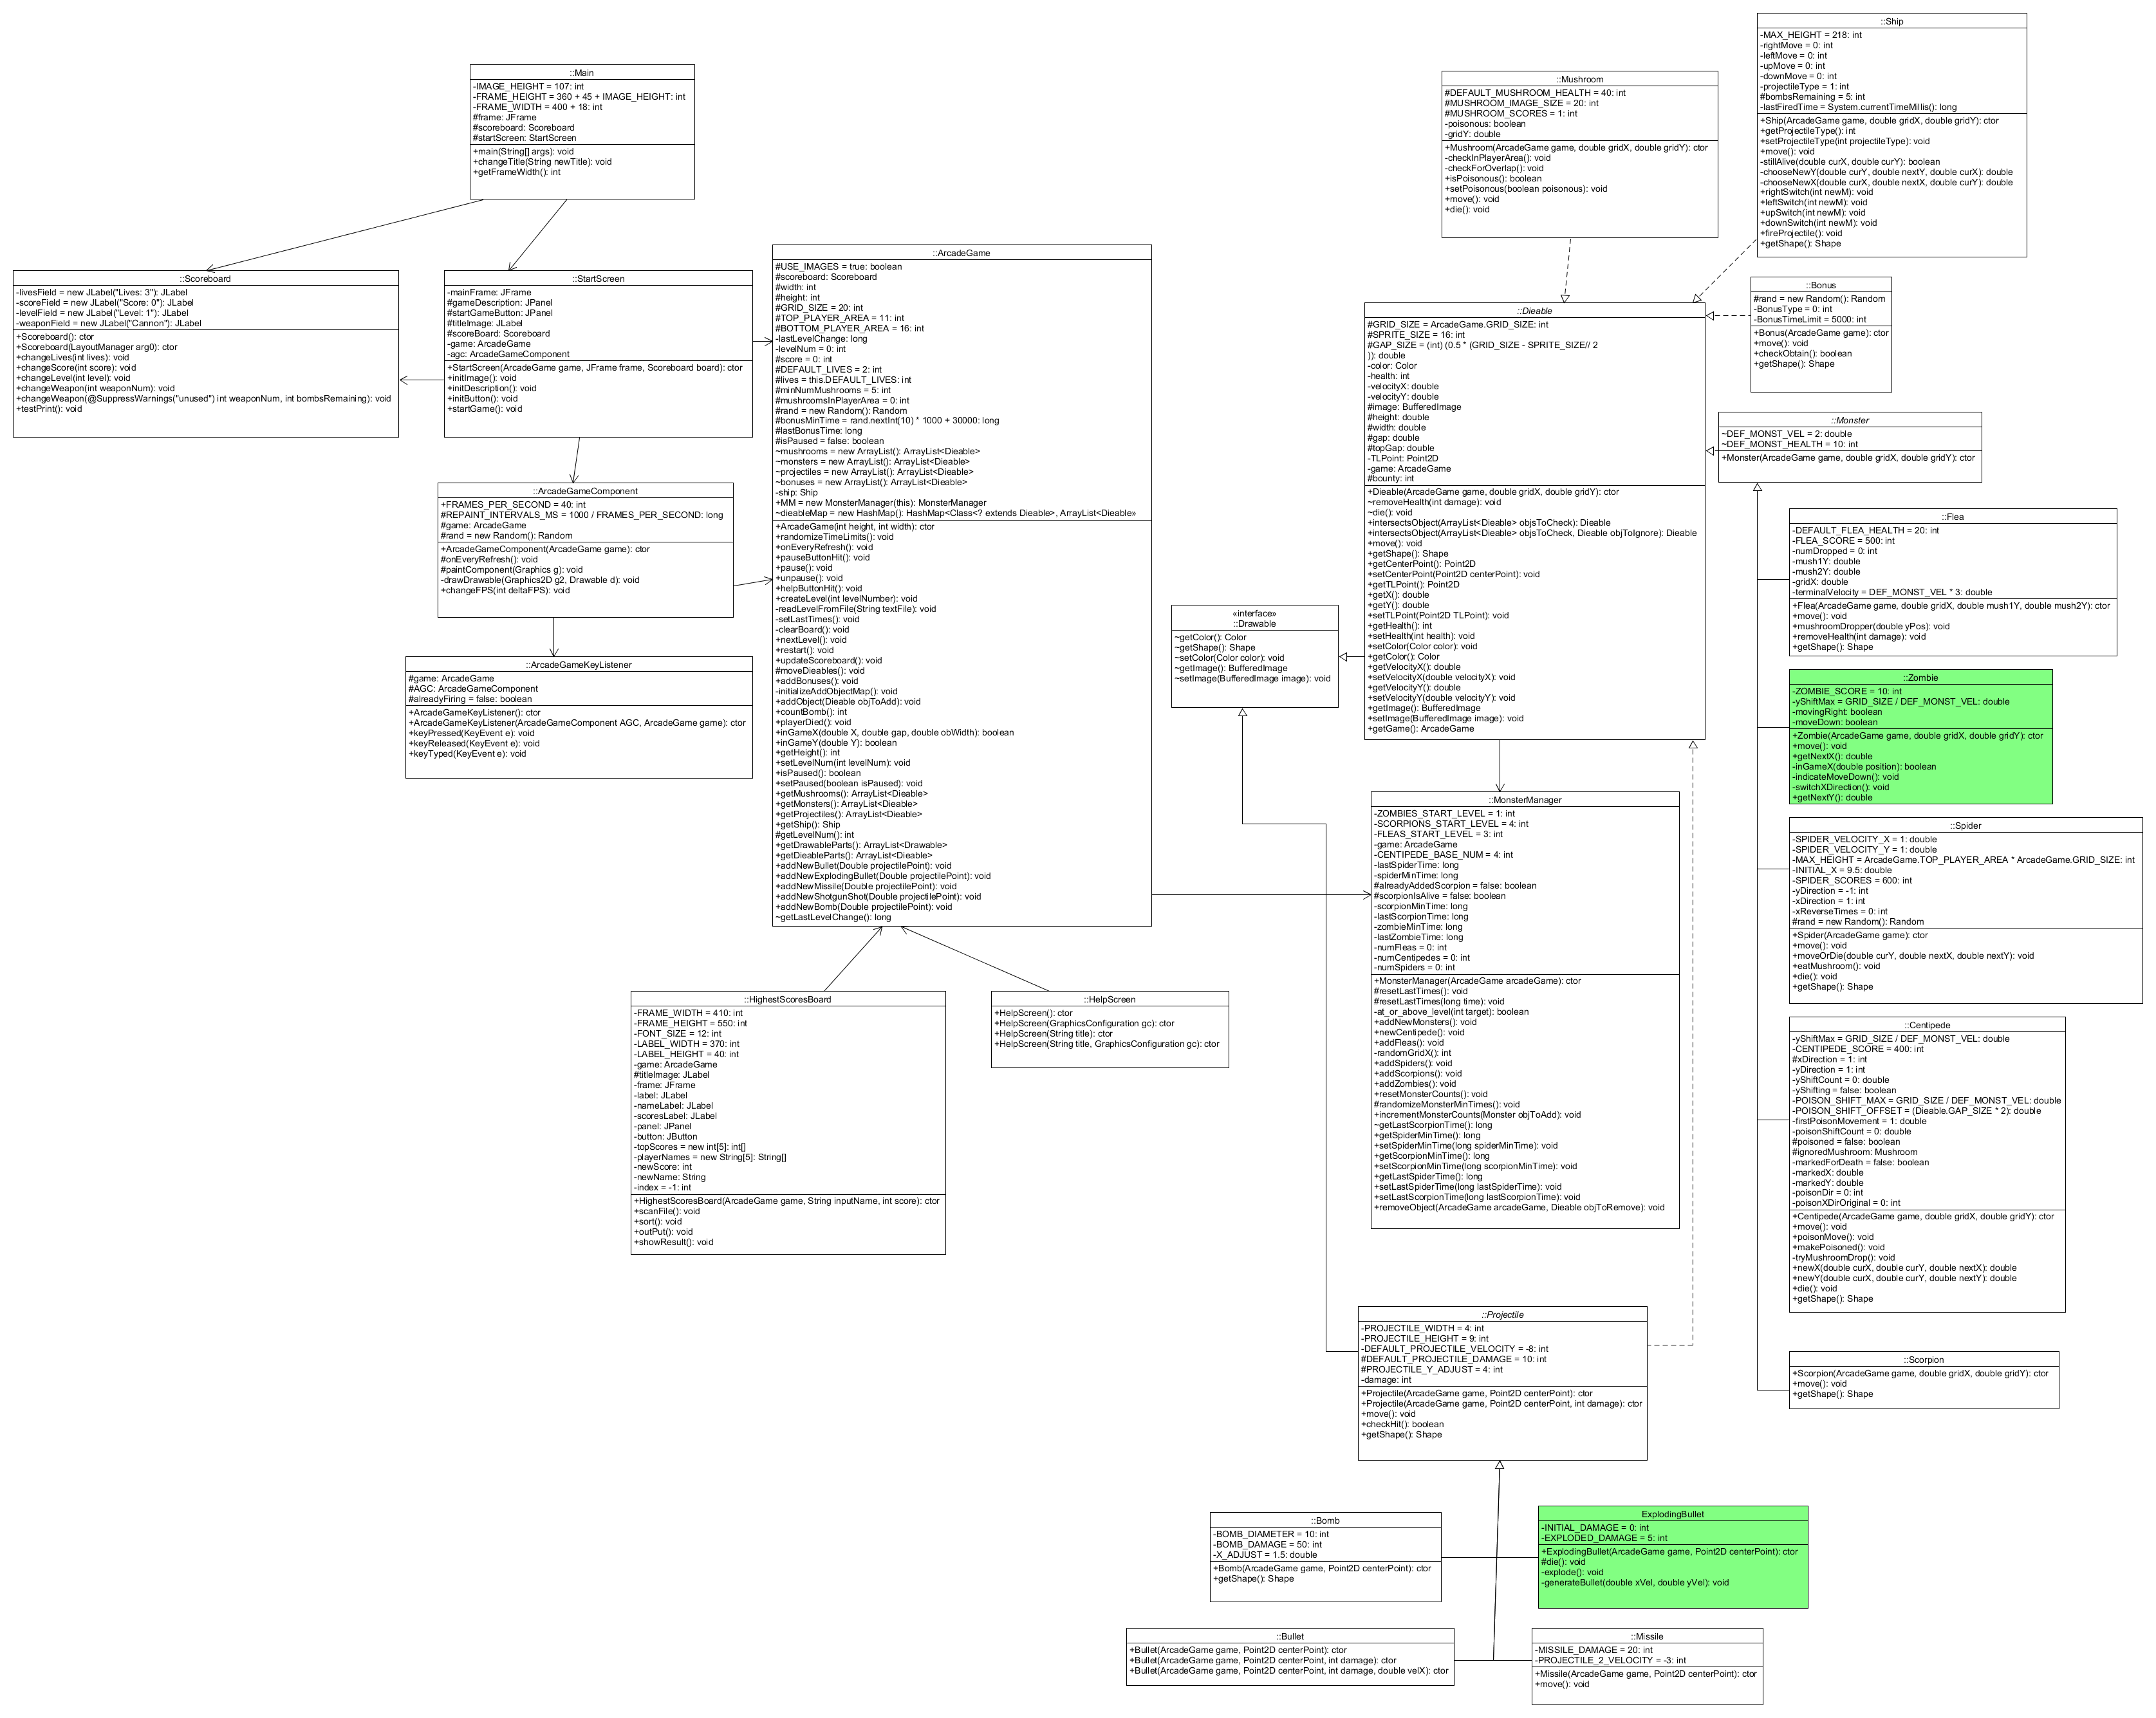 ::Main
-IMAGE_HEIGHT = 107: int
-FRAME_HEIGHT = 360 + 45 + IMAGE_HEIGHT: int
-FRAME_WIDTH = 400 + 18: int
#frame: JFrame
#scoreboard: Scoreboard
#startScreen: StartScreen
+main(String[] args): void
+changeTitle(String newTitle): void
+getFrameWidth(): int
::Scoreboard
-livesField = new JLabel("Lives: 3"): JLabel
-scoreField = new JLabel("Score: 0"): JLabel
-levelField = new JLabel("Level: 1"): JLabel
-weaponField = new JLabel("Cannon"): JLabel
+Scoreboard(): ctor
+Scoreboard(LayoutManager arg0): ctor
+changeLives(int lives): void
+changeScore(int score): void
+changeLevel(int level): void
+changeWeapon(int weaponNum): void
+changeWeapon(@SuppressWarnings("unused") int weaponNum, int bombsRemaining): void
+testPrint(): void
::StartScreen
-mainFrame: JFrame
#gameDescription: JPanel
#startGameButton: JPanel
#titleImage: JLabel
#scoreBoard: Scoreboard
-game: ArcadeGame
-agc: ArcadeGameComponent
+StartScreen(ArcadeGame game, JFrame frame, Scoreboard board): ctor
+initImage(): void
+initDescription(): void
+initButton(): void
+startGame(): void
::ArcadeGameComponent
+FRAMES_PER_SECOND = 40: int
#REPAINT_INTERVALS_MS = 1000 / FRAMES_PER_SECOND: long
#game: ArcadeGame
#rand = new Random(): Random
+ArcadeGameComponent(ArcadeGame game): ctor
#onEveryRefresh(): void
#paintComponent(Graphics g): void
-drawDrawable(Graphics2D g2, Drawable d): void
+changeFPS(int deltaFPS): void
::ArcadeGameKeyListener
#game: ArcadeGame
#AGC: ArcadeGameComponent
#alreadyFiring = false: boolean
+ArcadeGameKeyListener(): ctor
+ArcadeGameKeyListener(ArcadeGameComponent AGC, ArcadeGame game): ctor
+keyPressed(KeyEvent e): void
+keyReleased(KeyEvent e): void
+keyTyped(KeyEvent e): void
::ArcadeGame
#USE_IMAGES = true: boolean
#scoreboard: Scoreboard
#width: int
#height: int
#GRID_SIZE = 20: int
#TOP_PLAYER_AREA = 11: int
#BOTTOM_PLAYER_AREA = 16: int
-lastLevelChange: long
-levelNum = 0: int
#score = 0: int
#DEFAULT_LIVES = 2: int
#lives = this.DEFAULT_LIVES: int
#minNumMushrooms = 5: int
#mushroomsInPlayerArea = 0: int
#rand = new Random(): Random
#bonusMinTime = rand.nextInt(10) * 1000 + 30000: long
#lastBonusTime: long
#isPaused = false: boolean
~mushrooms = new ArrayList(): ArrayList<Dieable>
~monsters = new ArrayList(): ArrayList<Dieable>
~projectiles = new ArrayList(): ArrayList<Dieable>
~bonuses = new ArrayList(): ArrayList<Dieable>
-ship: Ship
+MM = new MonsterManager(this): MonsterManager
~dieableMap = new HashMap(): HashMap<Class<? extends Dieable>, ArrayList<Dieable»
+ArcadeGame(int height, int width): ctor
+randomizeTimeLimits(): void
+onEveryRefresh(): void
+pauseButtonHit(): void
+pause(): void
+unpause(): void
+helpButtonHit(): void
+createLevel(int levelNumber): void
-readLevelFromFile(String textFile): void
-setLastTimes(): void
-clearBoard(): void
+nextLevel(): void
+restart(): void
+updateScoreboard(): void
#moveDieables(): void
+addBonuses(): void
-initializeAddObjectMap(): void
+addObject(Dieable objToAdd): void
+countBomb(): int
+playerDied(): void
+inGameX(double X, double gap, double obWidth): boolean
+inGameY(double Y): boolean
+getHeight(): int
+setLevelNum(int levelNum): void
+isPaused(): boolean
+setPaused(boolean isPaused): void
+getMushrooms(): ArrayList<Dieable>
+getMonsters(): ArrayList<Dieable>
+getProjectiles(): ArrayList<Dieable>
+getShip(): Ship
#getLevelNum(): int
+getDrawableParts(): ArrayList<Drawable>
+getDieableParts(): ArrayList<Dieable>
+addNewBullet(Double projectilePoint): void
+addNewExplodingBullet(Double projectilePoint): void
+addNewMissile(Double projectilePoint): void
+addNewShotgunShot(Double projectilePoint): void
+addNewBomb(Double projectilePoint): void
~getLastLevelChange(): long
::HighestScoresBoard
-FRAME_WIDTH = 410: int
-FRAME_HEIGHT = 550: int
-FONT_SIZE = 12: int
-LABEL_WIDTH = 370: int
-LABEL_HEIGHT = 40: int
-game: ArcadeGame
#titleImage: JLabel
-frame: JFrame
-label: JLabel
-nameLabel: JLabel
-scoresLabel: JLabel
-panel: JPanel
-button: JButton
-topScores = new int[5]: int[]
-playerNames = new String[5]: String[]
-newScore: int
-newName: String
-index = -1: int
+HighestScoresBoard(ArcadeGame game, String inputName, int score): ctor
+scanFile(): void
+sort(): void
+outPut(): void
+showResult(): void
::HelpScreen
+HelpScreen(): ctor
+HelpScreen(GraphicsConfiguration gc): ctor
+HelpScreen(String title): ctor
+HelpScreen(String title, GraphicsConfiguration gc): ctor
«interface»
::Drawable
~getColor(): Color
~getShape(): Shape
~setColor(Color color): void
~getImage(): BufferedImage
~setImage(BufferedImage image): void
::Mushroom
#DEFAULT_MUSHROOM_HEALTH = 40: int
#MUSHROOM_IMAGE_SIZE = 20: int
#MUSHROOM_SCORES = 1: int
-poisonous: boolean
-gridY: double
+Mushroom(ArcadeGame game, double gridX, double gridY): ctor
-checkInPlayerArea(): void
-checkForOverlap(): void
+isPoisonous(): boolean
+setPoisonous(boolean poisonous): void
+move(): void
+die(): void
::Ship
-MAX_HEIGHT = 218: int
-rightMove = 0: int
-leftMove = 0: int
-upMove = 0: int
-downMove = 0: int
-projectileType = 1: int
#bombsRemaining = 5: int
-lastFiredTime = System.currentTimeMillis(): long
+Ship(ArcadeGame game, double gridX, double gridY): ctor
+getProjectileType(): int
+setProjectileType(int projectileType): void
+move(): void
-stillAlive(double curX, double curY): boolean
-chooseNewY(double curY, double nextY, double curX): double
-chooseNewX(double curX, double nextX, double curY): double
+rightSwitch(int newM): void
+leftSwitch(int newM): void
+upSwitch(int newM): void
+downSwitch(int newM): void
+fireProjectile(): void
+getShape(): Shape
::Bonus
#rand = new Random(): Random
-BonusType = 0: int
-BonusTimeLimit = 5000: int
+Bonus(ArcadeGame game): ctor
+move(): void
+checkObtain(): boolean
+getShape(): Shape
::Dieable
#GRID_SIZE = ArcadeGame.GRID_SIZE: int
#SPRITE_SIZE = 16: int
#GAP_SIZE = (int) (0.5 * (GRID_SIZE - SPRITE_SIZE// 2
)): double
-color: Color
-health: int
-velocityX: double
-velocityY: double
#image: BufferedImage
#height: double
#width: double
#gap: double
#topGap: double
-TLPoint: Point2D
-game: ArcadeGame
#bounty: int
+Dieable(ArcadeGame game, double gridX, double gridY): ctor
~removeHealth(int damage): void
~die(): void
+intersectsObject(ArrayList<Dieable> objsToCheck): Dieable
+intersectsObject(ArrayList<Dieable> objsToCheck, Dieable objToIgnore): Dieable
+move(): void
+getShape(): Shape
+getCenterPoint(): Point2D
+setCenterPoint(Point2D centerPoint): void
+getTLPoint(): Point2D
+getX(): double
+getY(): double
+setTLPoint(Point2D TLPoint): void
+getHealth(): int
+setHealth(int health): void
+setColor(Color color): void
+getColor(): Color
+getVelocityX(): double
+setVelocityX(double velocityX): void
+getVelocityY(): double
+setVelocityY(double velocityY): void
+getImage(): BufferedImage
+setImage(BufferedImage image): void
+getGame(): ArcadeGame
::Monster
~DEF_MONST_VEL = 2: double
~DEF_MONST_HEALTH = 10: int
+Monster(ArcadeGame game, double gridX, double gridY): ctor
::Flea
-DEFAULT_FLEA_HEALTH = 20: int
-FLEA_SCORE = 500: int
-numDropped = 0: int
-mush1Y: double
-mush2Y: double
-gridX: double
-terminalVelocity = DEF_MONST_VEL * 3: double
+Flea(ArcadeGame game, double gridX, double mush1Y, double mush2Y): ctor
+move(): void
+mushroomDropper(double yPos): void
+removeHealth(int damage): void
+getShape(): Shape
::Zombie
-ZOMBIE_SCORE = 10: int
-yShiftMax = GRID_SIZE / DEF_MONST_VEL: double
-movingRight: boolean
-moveDown: boolean
+Zombie(ArcadeGame game, double gridX, double gridY): ctor
+move(): void
+getNextX(): double
-inGameX(double position): boolean
-indicateMoveDown(): void
-switchXDirection(): void
+getNextY(): double
::Spider
-SPIDER_VELOCITY_X = 1: double
-SPIDER_VELOCITY_Y = 1: double
-MAX_HEIGHT = ArcadeGame.TOP_PLAYER_AREA * ArcadeGame.GRID_SIZE: int
-INITIAL_X = 9.5: double
-SPIDER_SCORES = 600: int
-yDirection = -1: int
-xDirection = 1: int
-xReverseTimes = 0: int
#rand = new Random(): Random
+Spider(ArcadeGame game): ctor
+move(): void
+moveOrDie(double curY, double nextX, double nextY): void
+eatMushroom(): void
+die(): void
+getShape(): Shape
::Centipede
-yShiftMax = GRID_SIZE / DEF_MONST_VEL: double
-CENTIPEDE_SCORE = 400: int
#xDirection = 1: int
-yDirection = 1: int
-yShiftCount = 0: double
-yShifting = false: boolean
-POISON_SHIFT_MAX = GRID_SIZE / DEF_MONST_VEL: double
-POISON_SHIFT_OFFSET = (Dieable.GAP_SIZE * 2): double
-firstPoisonMovement = 1: double
-poisonShiftCount = 0: double
#poisoned = false: boolean
#ignoredMushroom: Mushroom
-markedForDeath = false: boolean
-markedX: double
-markedY: double
-poisonDir = 0: int
-poisonXDirOriginal = 0: int
+Centipede(ArcadeGame game, double gridX, double gridY): ctor
+move(): void
+poisonMove(): void
+makePoisoned(): void
-tryMushroomDrop(): void
+newX(double curX, double curY, double nextX): double
+newY(double curX, double curY, double nextY): double
+die(): void
+getShape(): Shape
::Scorpion
+Scorpion(ArcadeGame game, double gridX, double gridY): ctor
+move(): void
+getShape(): Shape
::MonsterManager
-ZOMBIES_START_LEVEL = 1: int
-SCORPIONS_START_LEVEL = 4: int
-FLEAS_START_LEVEL = 3: int
-game: ArcadeGame
-CENTIPEDE_BASE_NUM = 4: int
-lastSpiderTime: long
-spiderMinTime: long
#alreadyAddedScorpion = false: boolean
#scorpionIsAlive = false: boolean
-scorpionMinTime: long
-lastScorpionTime: long
-zombieMinTime: long
-lastZombieTime: long
-numFleas = 0: int
-numCentipedes = 0: int
-numSpiders = 0: int
+MonsterManager(ArcadeGame arcadeGame): ctor
#resetLastTimes(): void
#resetLastTimes(long time): void
-at_or_above_level(int target): boolean
+addNewMonsters(): void
+newCentipede(): void
+addFleas(): void
-randomGridX(): int
+addSpiders(): void
+addScorpions(): void
+addZombies(): void
+resetMonsterCounts(): void
#randomizeMonsterMinTimes(): void
+incrementMonsterCounts(Monster objToAdd): void
~getLastScorpionTime(): long
+getSpiderMinTime(): long
+setSpiderMinTime(long spiderMinTime): void
+getScorpionMinTime(): long
+setScorpionMinTime(long scorpionMinTime): void
+getLastSpiderTime(): long
+setLastSpiderTime(long lastSpiderTime): void
+setLastScorpionTime(long lastScorpionTime): void
+removeObject(ArcadeGame arcadeGame, Dieable objToRemove): void
::Projectile
-PROJECTILE_WIDTH = 4: int
-PROJECTILE_HEIGHT = 9: int
-DEFAULT_PROJECTILE_VELOCITY = -8: int
#DEFAULT_PROJECTILE_DAMAGE = 10: int
#PROJECTILE_Y_ADJUST = 4: int
-damage: int
+Projectile(ArcadeGame game, Point2D centerPoint): ctor
+Projectile(ArcadeGame game, Point2D centerPoint, int damage): ctor
+move(): void
+checkHit(): boolean
+getShape(): Shape
::Bomb
-BOMB_DIAMETER = 10: int
-BOMB_DAMAGE = 50: int
-X_ADJUST = 1.5: double
+Bomb(ArcadeGame game, Point2D centerPoint): ctor
+getShape(): Shape
ExplodingBullet
-INITIAL_DAMAGE = 0: int
-EXPLODED_DAMAGE = 5: int
+ExplodingBullet(ArcadeGame game, Point2D centerPoint): ctor
#die(): void
-explode(): void
-generateBullet(double xVel, double yVel): void
::Bullet
+Bullet(ArcadeGame game, Point2D centerPoint): ctor
+Bullet(ArcadeGame game, Point2D centerPoint, int damage): ctor
+Bullet(ArcadeGame game, Point2D centerPoint, int damage, double velX): ctor
::Missile
-MISSILE_DAMAGE = 20: int
-PROJECTILE_2_VELOCITY = -3: int
+Missile(ArcadeGame game, Point2D centerPoint): ctor
+move(): void